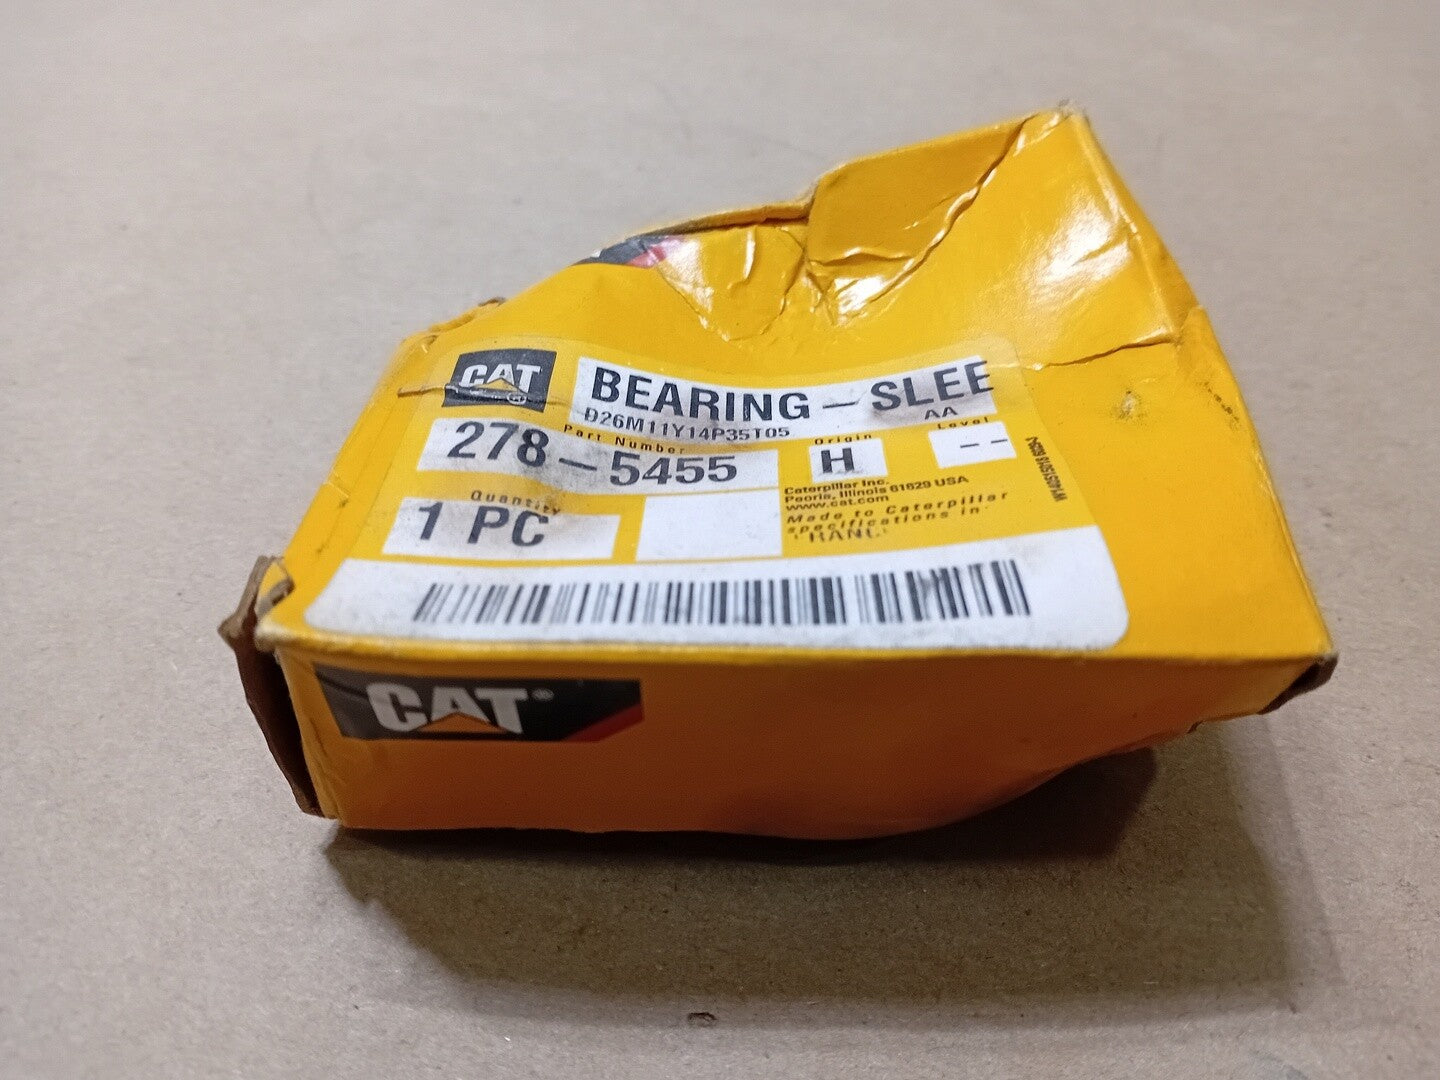 CAT
BEARING-SLEE
D26M11Y14P35T05
AA
Part Number
Origin
Level
278-5455
H
--
Quantity
1 PC
Caterpillar Inc.
Peoria, Illinois 61629 USA
www.cat.com
Made to Caterpillar
specifications in
CAT®